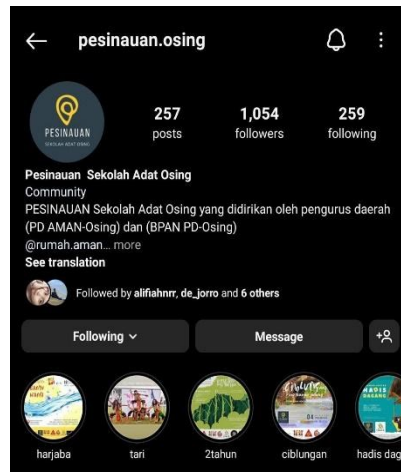 pesinauan.osing
PESINAUAN
SEKOLAH ADAT OSING
257
1,054
259
posts
followers
following
Pesinauan Sekolah Adat Osing
Community
PESINAUAN Sekolah Adat Osing yang didirikan oleh pengurus daerah
(PD AMAN-Osing) dan (BPAN PD-Osing)
@rumah.aman... more
See translation
Followed by alifiahnrr, de_jorro and 6 others
Following
Message
HADIS
DAGANG
harjaba
tari
2tahun
ciblungan
hadis dag